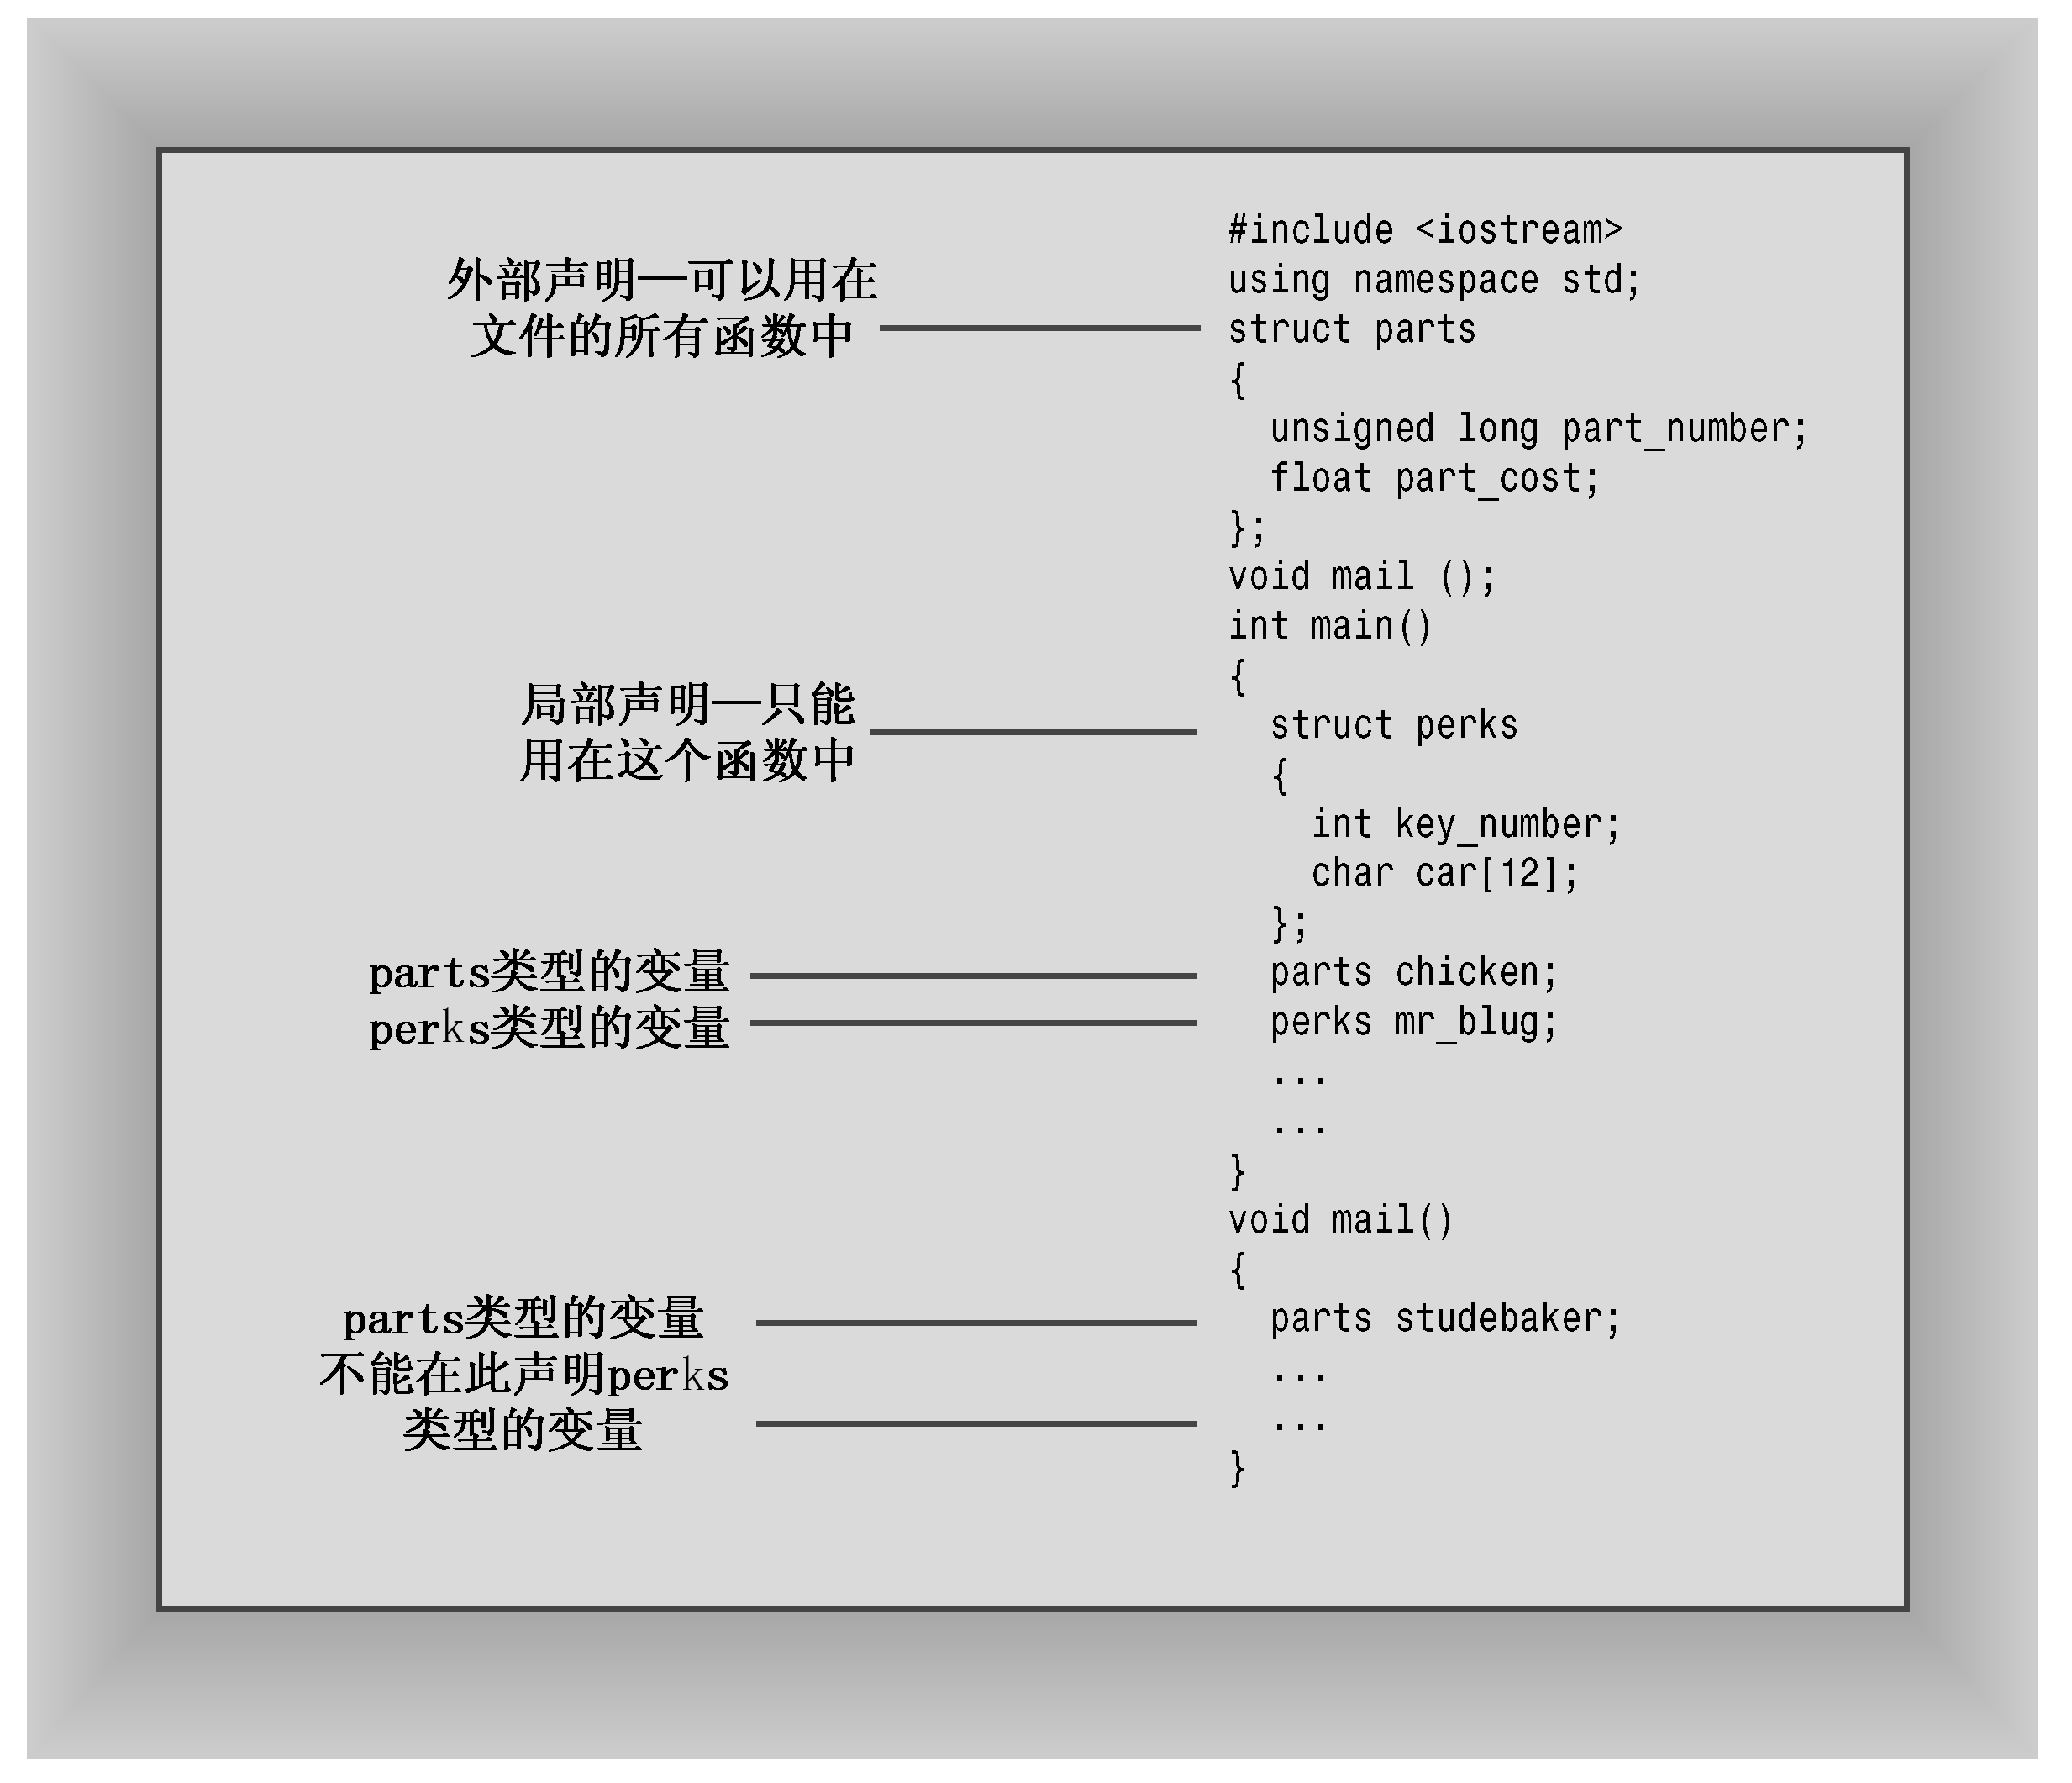 外部声明—可以用在
文件的所有函数中
局部声明—只能
用在这个函数中
parts类型的变量
perks类型的变量
parts类型的变量
不能在此声明perks
类型的变量
#include <iostream>
using namespace std;
struct parts
{
  unsigned long part_number;
  float part_cost;
};
void mail ();
int main()
{
  struct perks
  {
    int key_number;
    char car[12];
  };
  parts chicken;
  perks mr_blug;
  ...
  ...
}
void mail()
{
  parts studebaker;
  ...
  ...
}